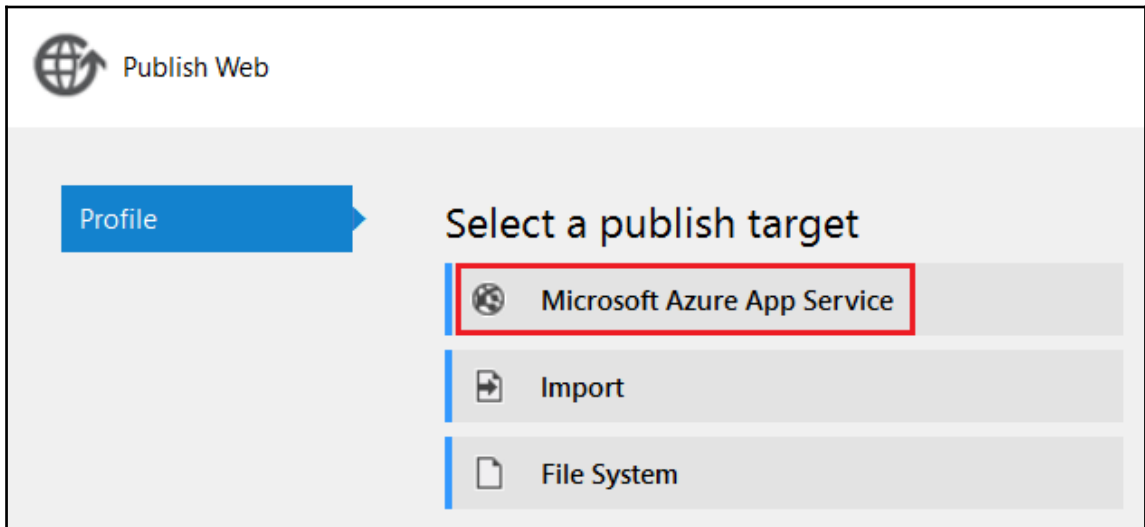 Publish Web
Profile
Select a publish target
Microsoft Azure App Service
Import
File System